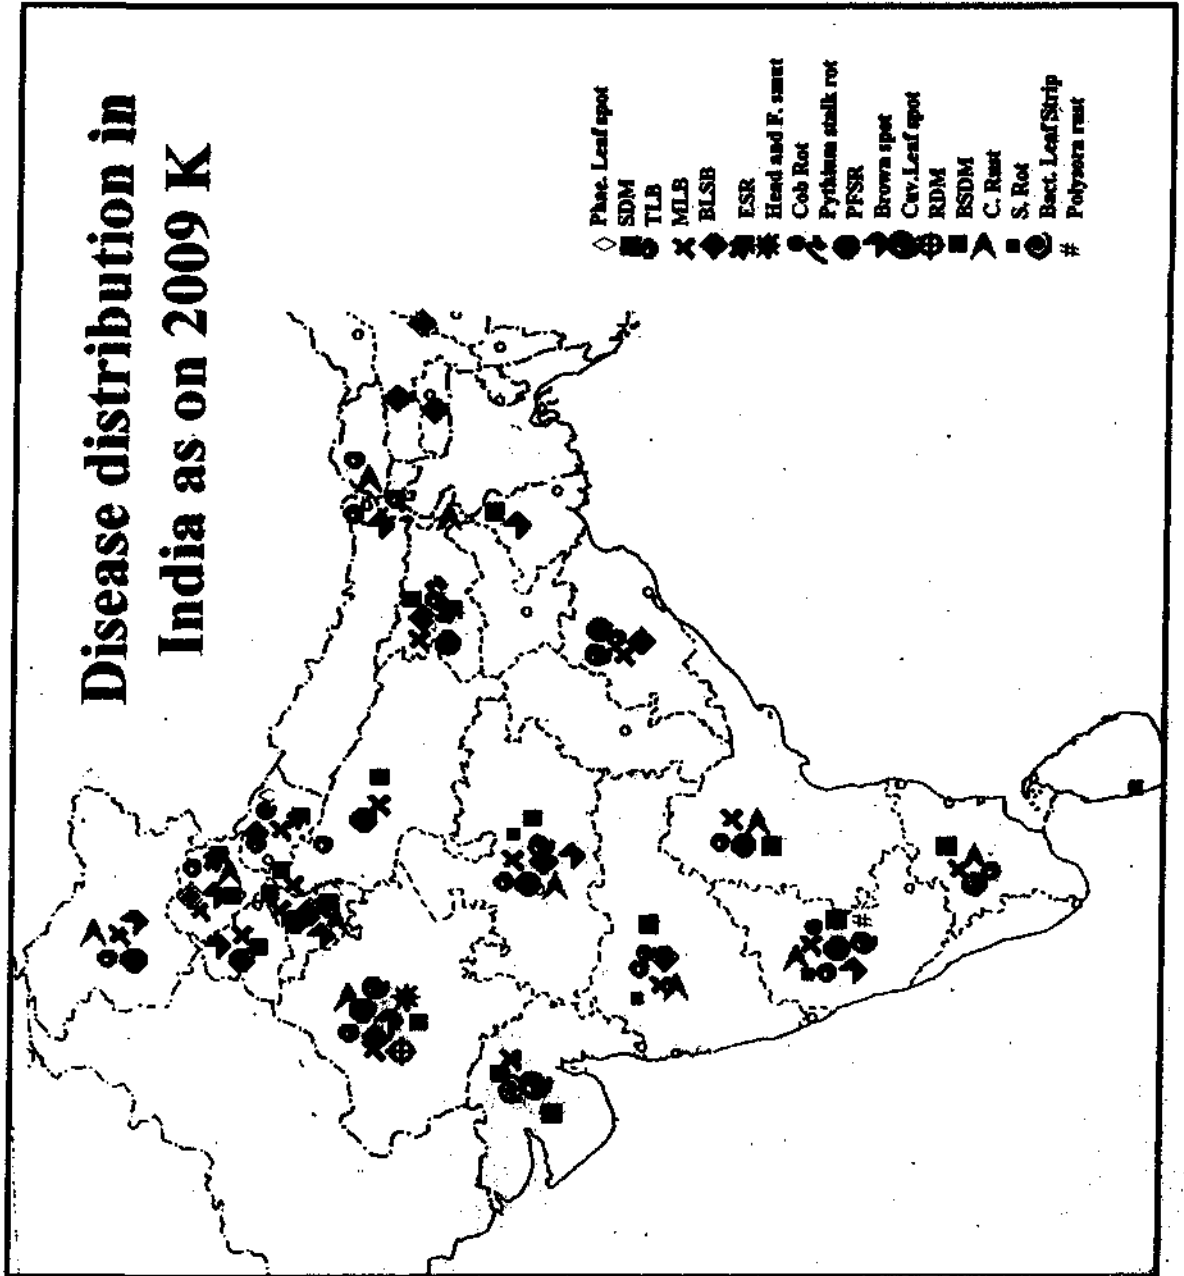 Disease distribution in
India as on 2009 K
Phae. Leaf spot
SDM
TLB
MLB
BLSB
ESR
Head and F. smut
Cob Rot
Pythium stalk rot
PFSR
Brown spot
Cuv.Leaf spot
RDM
BSDM
C. Rust
S. Rot
Bact. Leaf Strip
# Polysora rust
#